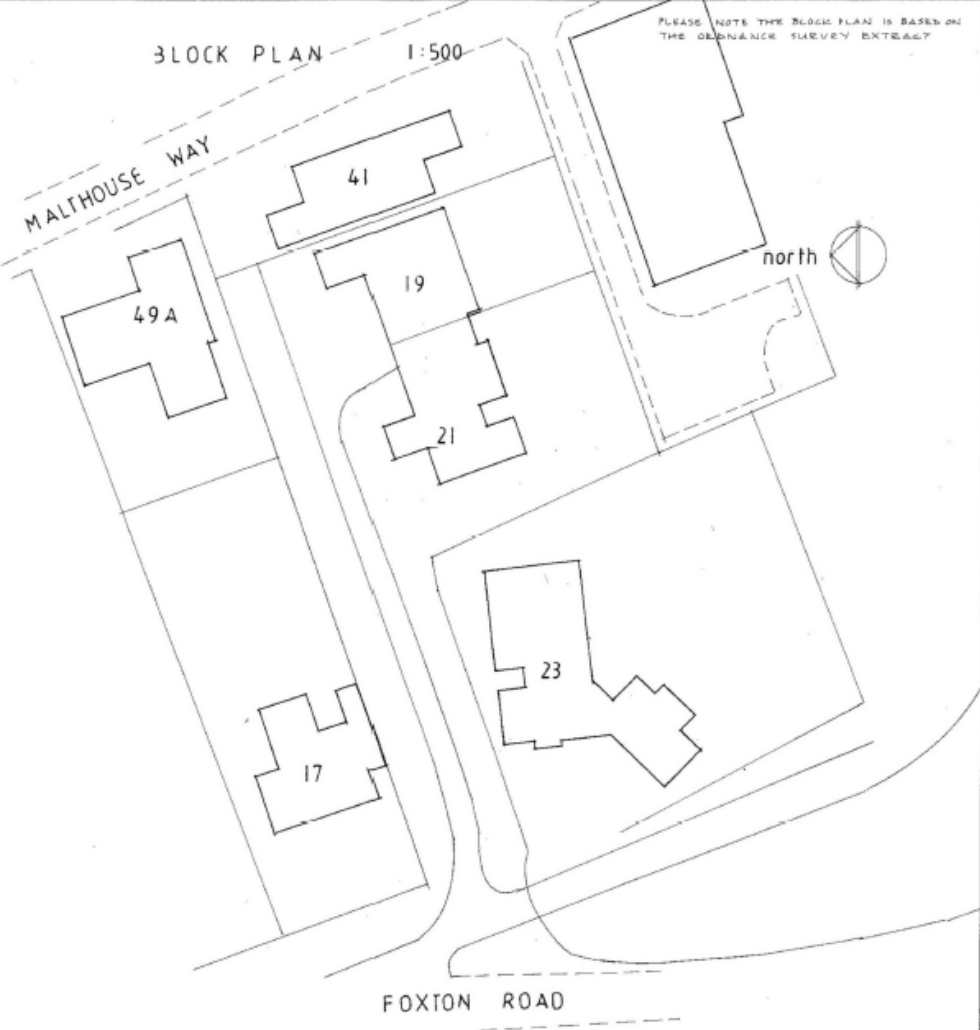 PLEASE NOTE THE BLOCK PLAN IS BASED ON
THE ORDNANCE SURVEY EXTRACT
BLOCK PLAN 1:500
MALTHOUSE WAY
41
19
north
49A
21
23
17
FOXTON ROAD